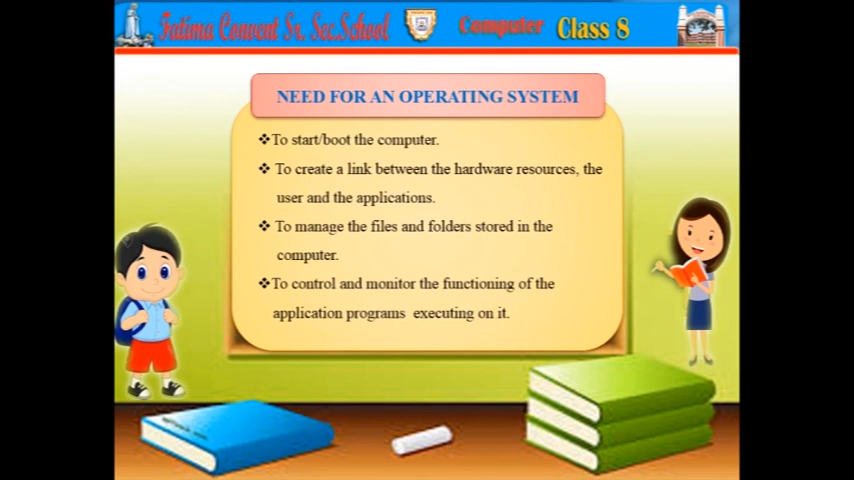 Fatima Convent Sr. Sec.School Computer Class 8
NEED FOR AN OPERATING SYSTEM
❖To start/boot the computer.
❖ To create a link between the hardware resources, the
user and the applications.
❖ To manage the files and folders stored in the
computer.
❖To control and monitor the functioning of the
application programs executing on it.